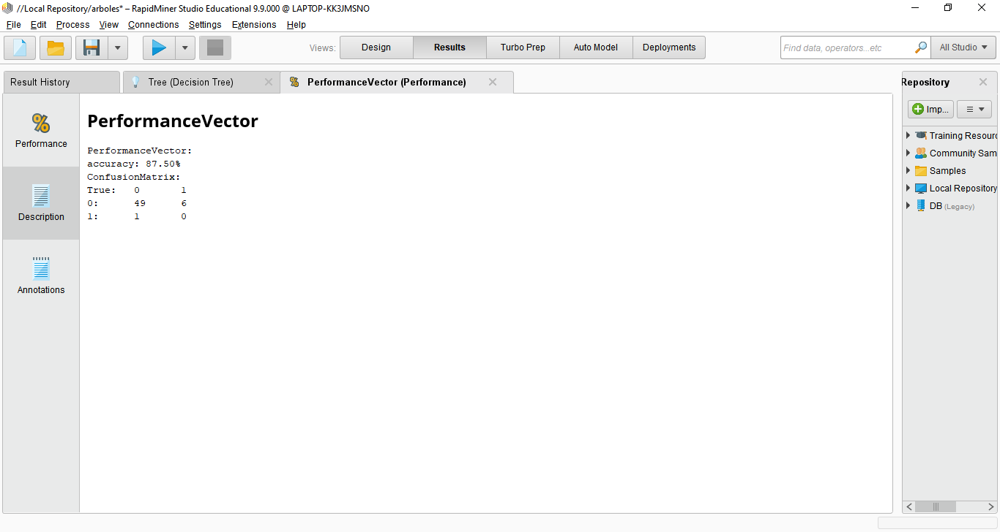 //Local Repository/arboles* – RapidMiner Studio Educational 9.9.000 @ LAPTOP-KK3JMSNO
File Edit Process View Connections Settings Extensions Help
Views: Design Results Turbo Prep Auto Model Deployments Find data, operators...etc All Studio
Result History Tree (Decision Tree) % PerformanceVector (Performance) Repository
% Performance
Description
Annotations
PerformanceVector
PerformanceVector:
accuracy: 87.50%
ConfusionMatrix:
True: 0 1
0: 49 6
1: 1 0
Imp...
Training Resourc
Community Sam
Samples
Local Repository
DB (Legacy)